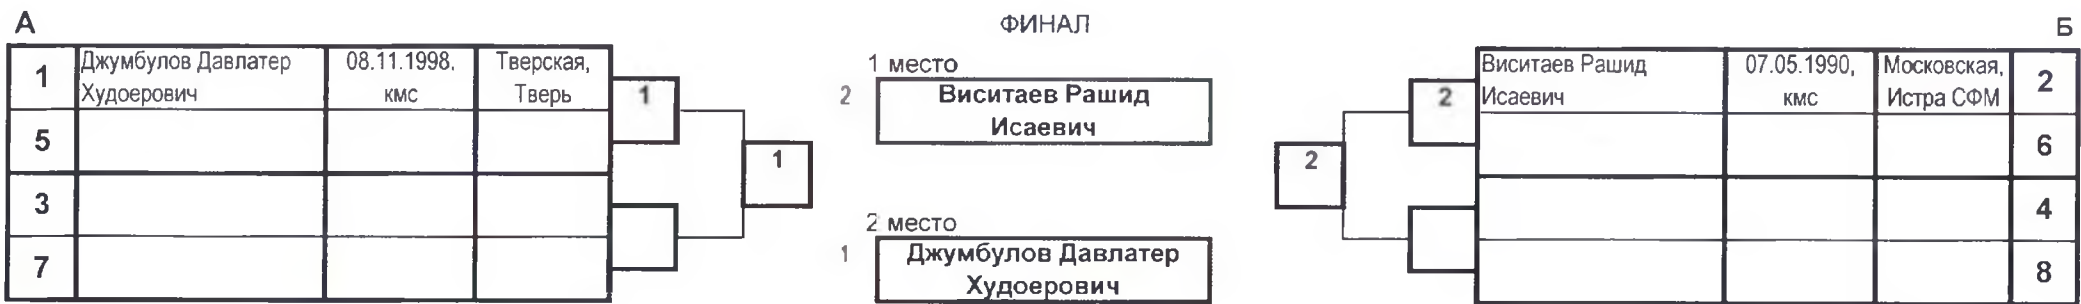 А
ФИНАЛ
Б
1
Джумбулов Давлатер
Худоерович
08.11.1998,
кмс
Тверская,
Тверь
5
3
7
1
1
1 место
2
Виситаев Рашид
Исаевич
2 место
1
Джумбулов Давлатер
Худоерович
2
2
Виситаев Рашид
Исаевич
07.05.1990,
кмс
Московская,
Истра СФМ
2
6
4
8